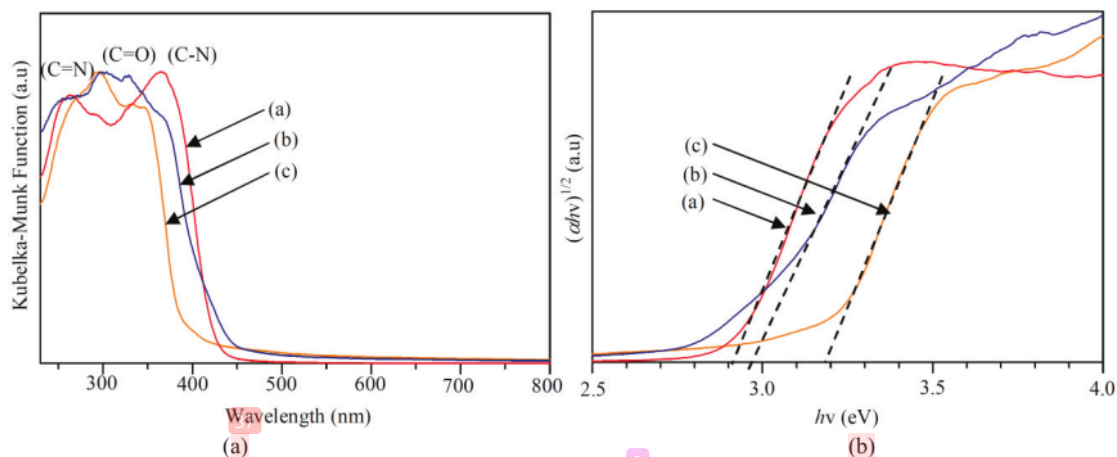 Kubelka-Munk Function (a.u)
(C=N)
(C=O)
(C-N)
(a)
(b)
(c)
300 400 500 600 700 800
Wavelength (nm)
(a)
(αhν)1/2 (a.u)
(c)
(b)
(a)
2.5 3.0 3.5 4.0
hν (eV)
(b)